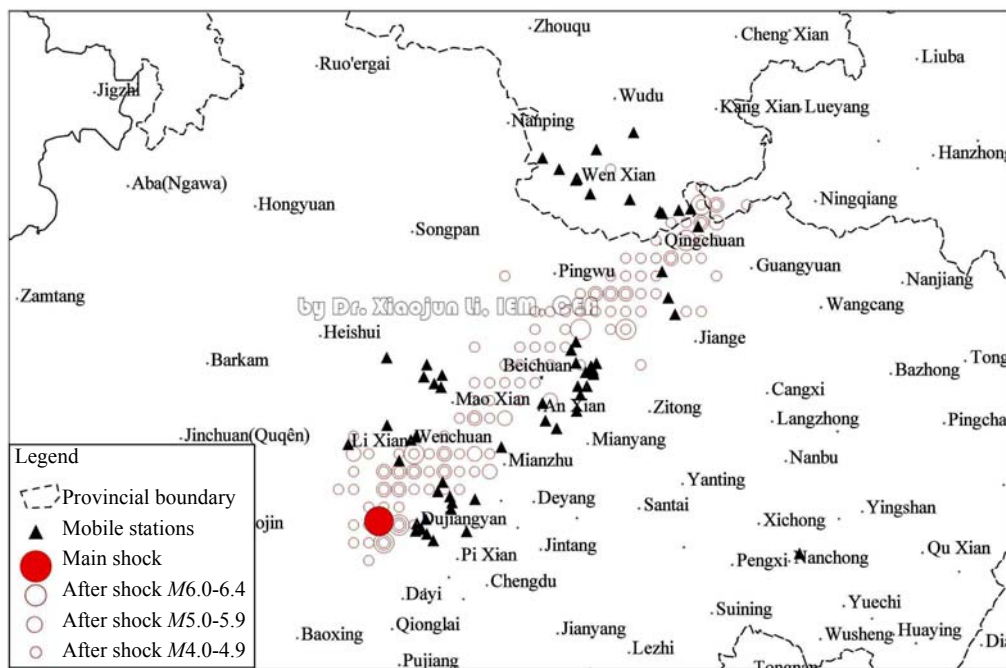 Zhouqu
Cheng Xian
Liuba
Ruo'ergai
Jigzhi
Wudu
Kang Xian
Lueyang
Nanping
Hanzhong
Wen Xian
Aba(Ngawa)
Hongyuan
Ningqiang
Songpan
Qingchuan
Pingwu
Guangyuan
Nanjiang
Zamtang
by Dr. Xiaojun Li, IEM, CEA
Wangcang
Heishui
Jiange
Barkam
Beichuan
Tong
Bazhong
Cangxi
Mao Xian
An Xian
Zitong
Langzhong
Pingcha
Jinchuan(Quqên)
Li Xian
Wenchuan
Mianyang
Mianzhu
Nanbu
Yanting
Deyang
Santai
Yingshan
Dujiangyan
Xichong
ojin
Jintang
Pi Xian
Pengxi
Nanchong
Qu Xian
Chengdu
Dayi
Suining
Yuechi
Baoxing
Qionglai
Jianyang
Lezhi
Wusheng
Huaying
Dia
Pujiang
Tongnan
Legend
Provincial boundary
Mobile stations
Main shock
After shock M6.0-6.4
After shock M5.0-5.9
After shock M4.0-4.9